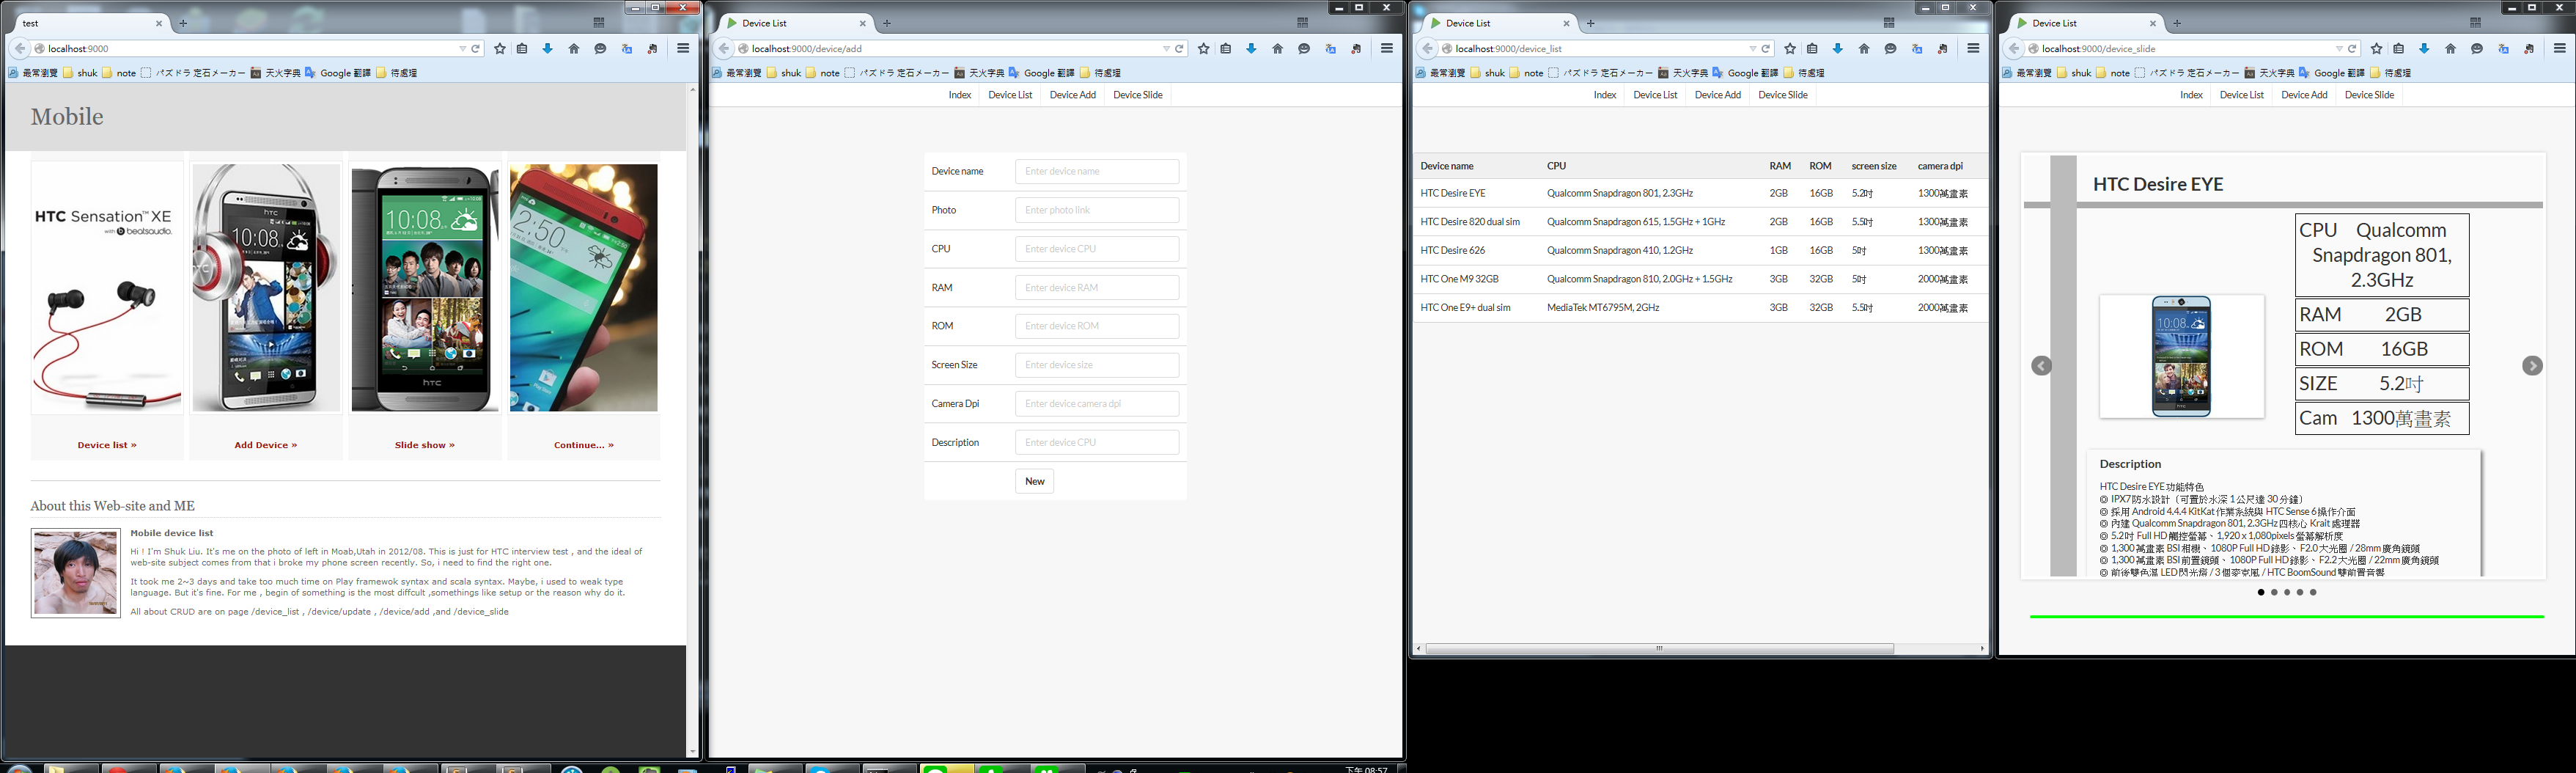 test
localhost:9000
最常瀏覽 shuk note パズドラ 定石メーカー 天火字典 Google 翻譯 待處理
Mobile
HTC Sensation™ XE
with beatsaudio.
hTC
10:08
10:08
hTC
2:50
Device list »
Add Device »
Slide show »
Continue... »
About this Web-site and ME
Mobile device list
Hi ! I'm Shuk Liu. It's me on the photo of left in Moab,Utah in 2012/08. This is just for HTC interview test , and the ideal of
web-site subject comes from that i broke my phone screen recently. So, i need to find the right one.
It took me 2~3 days and take too much time on Play framewok syntax and scala syntax. Maybe, i used to weak type
language. But it's fine. For me , begin of something is the most diffcult ,somethings like setup or the reason why do it.
All about CRUD are on page /device_list , /device/update , /device/add ,and /device_slide
Device List
localhost:9000/device/add
最常瀏覽 shuk note パズドラ 定石メーカー 天火字典 Google 翻譯 待處理
Index Device List Device Add Device Slide
Device name Enter device name
Photo Enter photo link
CPU Enter device CPU
RAM Enter device RAM
ROM Enter device ROM
Screen Size Enter device size
Camera Dpi Enter device camera dpi
Description Enter device CPU
New
Device List
localhost:9000/device_list
最常瀏覽 shuk note パズドラ 定石メーカー 天火字典 Google 翻譯 待處理
Index Device List Device Add Device Slide
Device name CPU RAM ROM screen size camera dpi
HTC Desire EYE Qualcomm Snapdragon 801, 2.3GHz 2GB 16GB 5.2吋 1300萬畫素
HTC Desire 820 dual sim Qualcomm Snapdragon 615, 1.5GHz + 1GHz 2GB 16GB 5.5吋 1300萬畫素
HTC Desire 626 Qualcomm Snapdragon 410, 1.2GHz 1GB 16GB 5吋 1300萬畫素
HTC One M9 32GB Qualcomm Snapdragon 810, 2.0GHz + 1.5GHz 3GB 32GB 5吋 2000萬畫素
HTC One E9+ dual sim MediaTek MT6795M, 2GHz 3GB 32GB 5.5吋 2000萬畫素
Device List
localhost:9000/device_slide
最常瀏覽 shuk note パズドラ 定石メーカー 天火字典 Google 翻譯 待處理
Index Device List Device Add Device Slide
HTC Desire EYE
CPU Qualcomm
Snapdragon 801,
2.3GHz
RAM 2GB
ROM 16GB
SIZE 5.2吋
Cam 1300萬畫素
10:08
Description
HTC Desire EYE 功能特色
◎ IPX7 防水設計（可置於水深 1 公尺達 30 分鐘）
◎ 採用 Android 4.4.4 KitKat 作業系統與 HTC Sense 6 操作介面
◎ 內建 Qualcomm Snapdragon 801, 2.3GHz 四核心 Krait 處理器
◎ 5.2吋 Full HD 觸控螢幕、1,920 x 1,080pixels 螢幕解析度
◎ 1,300 萬畫素 BSI 相機、1080P Full HD 錄影、F2.0 大光圈 / 28mm 廣角鏡頭
◎ 1,300 萬畫素 BSI 前置鏡頭、1080P Full HD 錄影、F2.2 大光圈 / 22mm 廣角鏡頭
◎ 前後雙色溫 LED 閃光燈 / 3 個麥克風 / HTC BoomSound 雙前置音響
下午 08:57